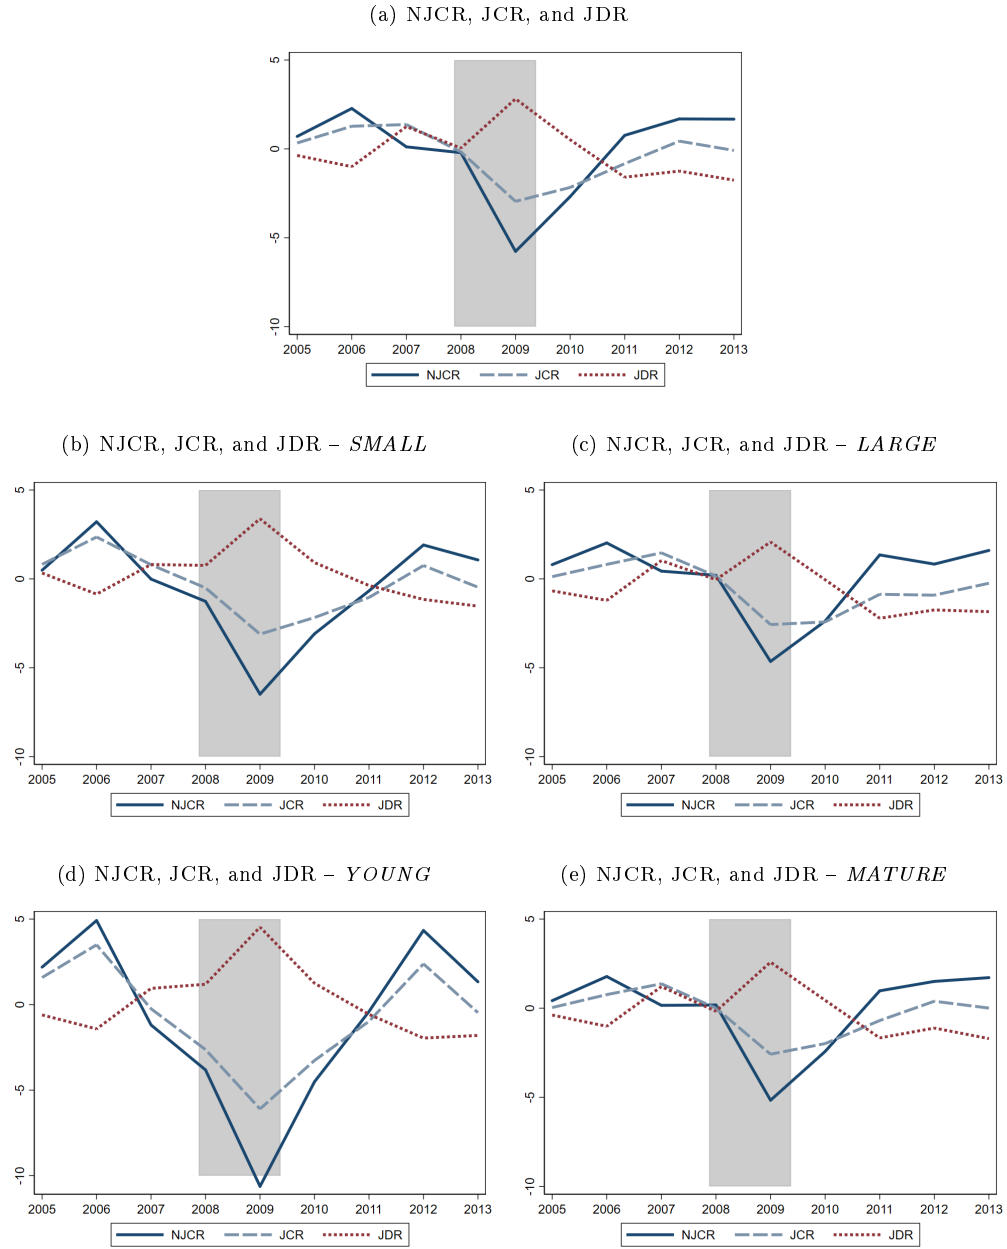 (a) NJCR, JCR, and JDR
5
0
-5
-10
2005 2006 2007 2008 2009 2010 2011 2012 2013
NJCR JCR JDR
(b) NJCR, JCR, and JDR – SMALL
5
0
-5
-10
2005 2006 2007 2008 2009 2010 2011 2012 2013
NJCR JCR JDR
(c) NJCR, JCR, and JDR – LARGE
5
0
-5
-10
2005 2006 2007 2008 2009 2010 2011 2012 2013
NJCR JCR JDR
(d) NJCR, JCR, and JDR – YOUNG
5
0
-5
-10
2005 2006 2007 2008 2009 2010 2011 2012 2013
NJCR JCR JDR
(e) NJCR, JCR, and JDR – MATURE
5
0
-5
-10
2005 2006 2007 2008 2009 2010 2011 2012 2013
NJCR JCR JDR